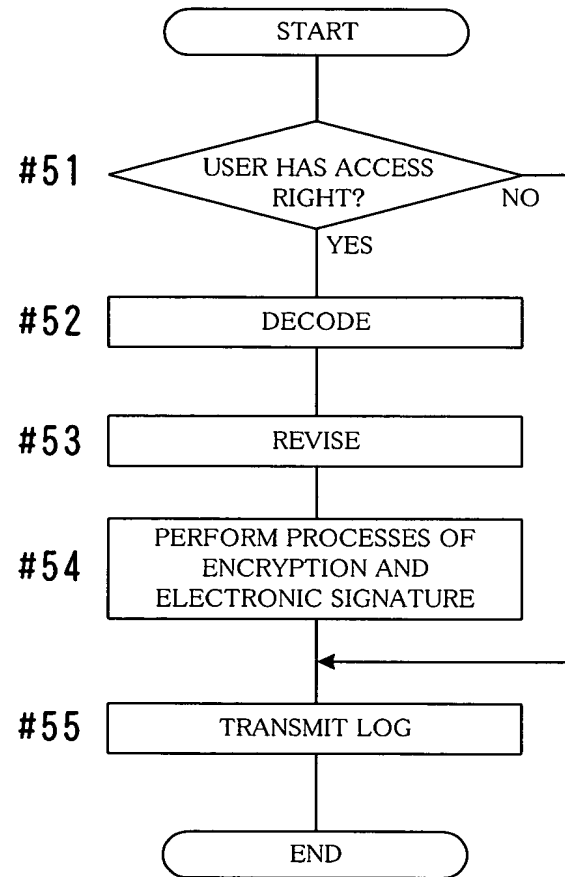 START
#51
USER HAS ACCESS
RIGHT?
NO
YES
#52
DECODE
#53
REVISE
#54
PERFORM PROCESSES OF
ENCRYPTION AND
ELECTRONIC SIGNATURE
#55
TRANSMIT LOG
END